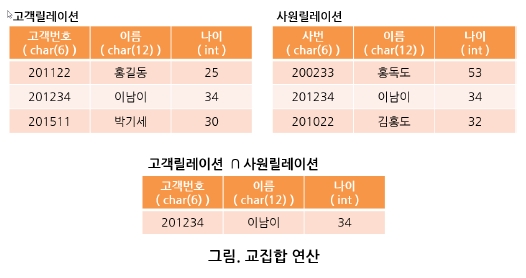 고객릴레이션
고객번호 ( char(6) ) 이름 ( char(12) ) 나이 ( int )
201122 홍길동 25
201234 이남이 34
201511 박기세 30
사원릴레이션
사번 ( char(6) ) 이름 ( char(12) ) 나이 ( int )
200233 홍독도 53
201234 이남이 34
201022 김홍도 32
고객릴레이션 ∩ 사원릴레이션
고객번호 ( char(6) ) 이름 ( char(12) ) 나이 ( int )
201234 이남이 34
그림. 교집합 연산